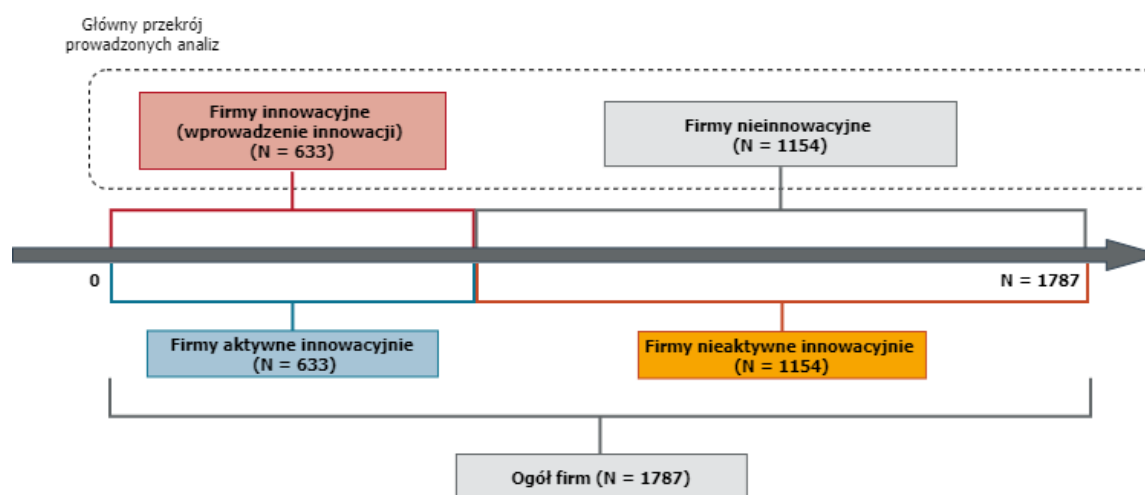 Główny przekrój
prowadzonych analiz
Firmy innowacyjne
(wprowadzenie innowacji)
(N = 633)
Firmy nieinnowacyjne
(N = 1154)
0
N = 1787
Firmy aktywne innowacyjnie
(N = 633)
Firmy nieaktywne innowacyjnie
(N = 1154)
Ogół firm (N = 1787)